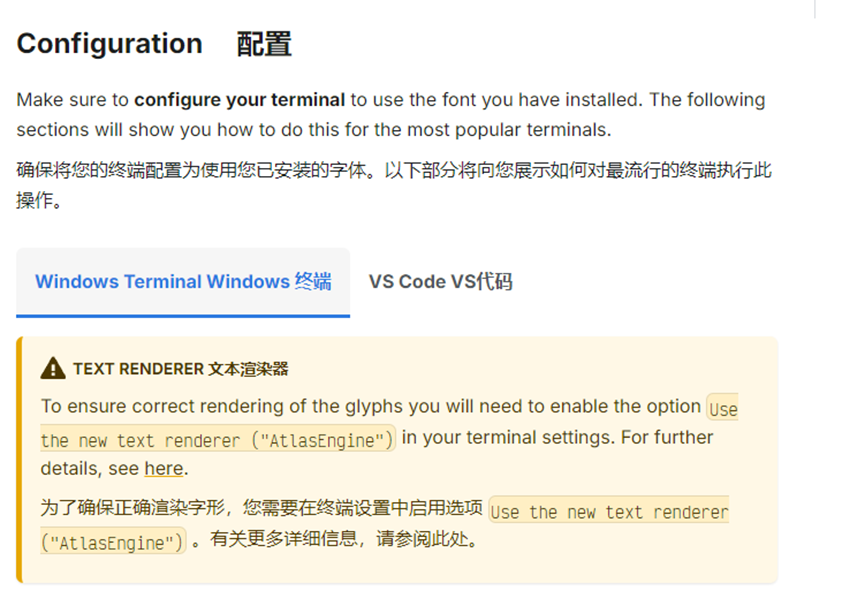 Configuration 配置
Make sure to configure your terminal to use the font you have installed. The following
sections will show you how to do this for the most popular terminals.
确保将您的终端配置为使用您已安装的字体。以下部分将向您展示如何对最流行的终端执行此
操作。
Windows Terminal Windows 终端 VS Code VS代码
TEXT RENDERER 文本渲染器
To ensure correct rendering of the glyphs you will need to enable the option Use
the new text renderer ("AtlasEngine") in your terminal settings. For further
details, see here.
为了确保正确渲染字形，您需要在终端设置中启用选项 Use the new text renderer
("AtlasEngine") 。有关更多详细信息，请参阅此处。